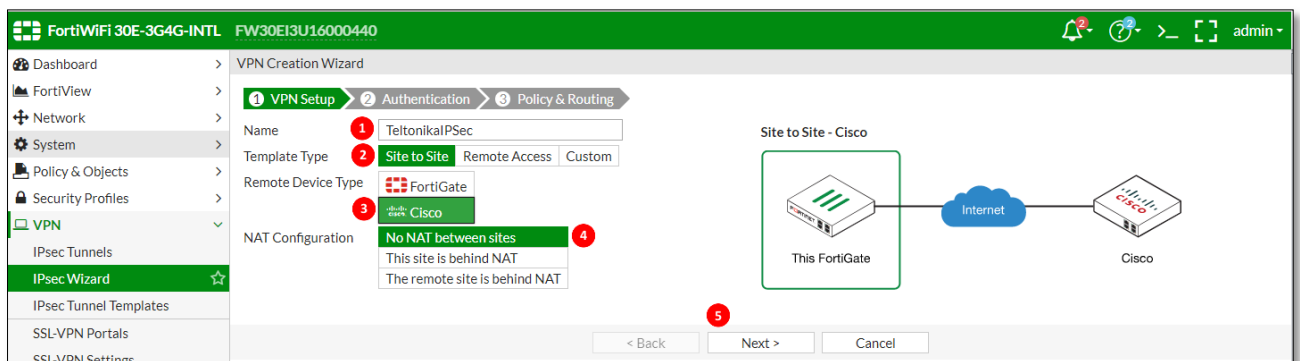 FortiWiFi 30E-3G4G-INTL FW30EI3U16000440 2 2 admin
Dashboard
FortiView
Network
System
Policy & Objects
Security Profiles
VPN
IPsec Tunnels
IPsec Wizard
IPsec Tunnel Templates
SSL-VPN Portals
SSL-VPN Settings
VPN Creation Wizard
1 VPN Setup 2 Authentication 3 Policy & Routing
Name 1 TeltonikaIPSec
Template Type 2 Site to Site Remote Access Custom
Remote Device Type FortiGate
3 CISCO Cisco
NAT Configuration No NAT between sites 4
This site is behind NAT
The remote site is behind NAT
Site to Site - Cisco
FORTINET
Internet
CISCO
This FortiGate
Cisco
5
< Back Next > Cancel